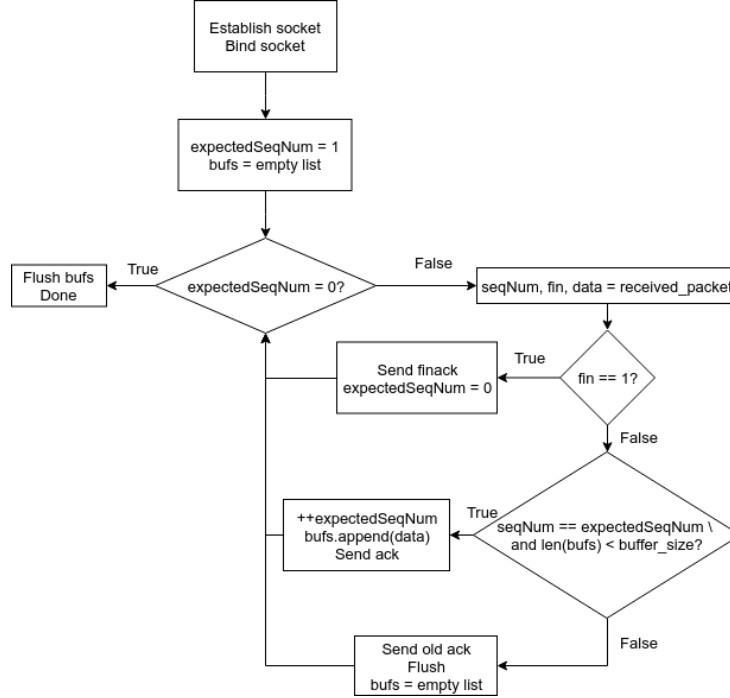 Establish socket
Bind socket
expectedSeqNum = 1
bufs = empty list
expectedSeqNum = 0?
True
Flush bufs
Done
False
seqNum, fin, data = received_packet
fin == 1?
True
Send finack
expectedSeqNum = 0
False
seqNum == expectedSeqNum \
and len(bufs) < buffer_size?
True
++expectedSeqNum
bufs.append(data)
Send ack
False
Send old ack
Flush
bufs = empty list